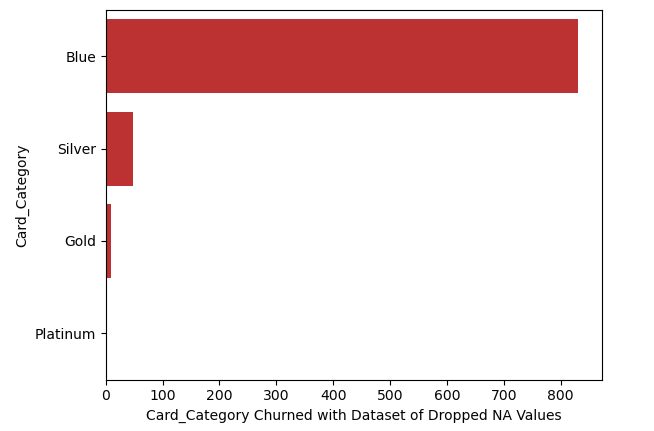 Card_Category
Blue
Silver
Gold
Platinum
0 100 200 300 400 500 600 700 800
Card_Category Churned with Dataset of Dropped NA Values